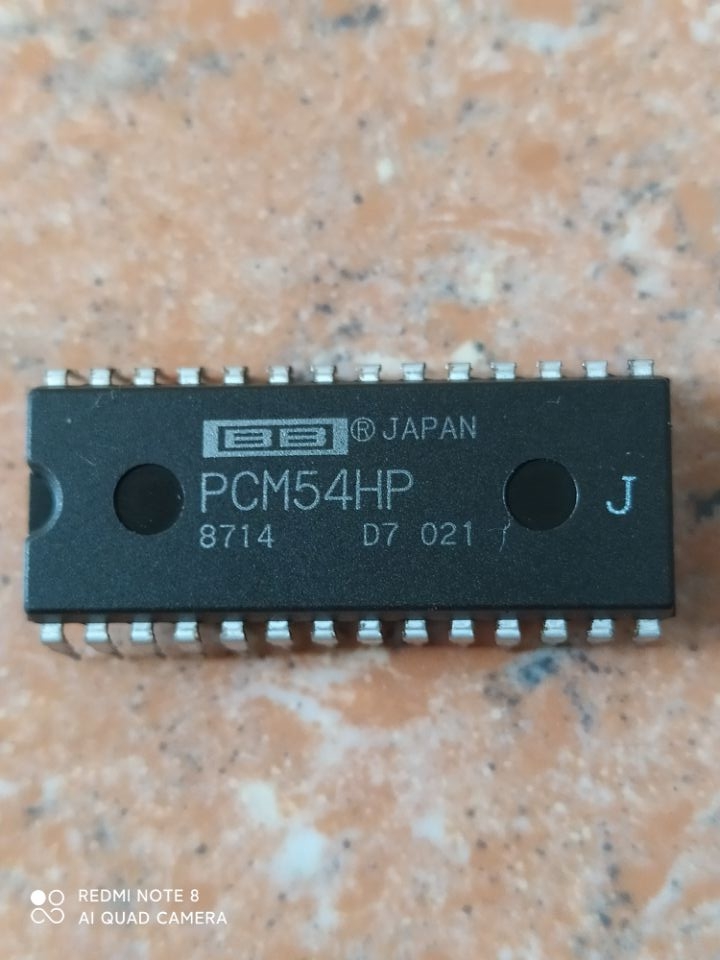 BB® JAPAN
PCM54HP
8714 D7 021
J
REDMI NOTE 8
AI QUAD CAMERA